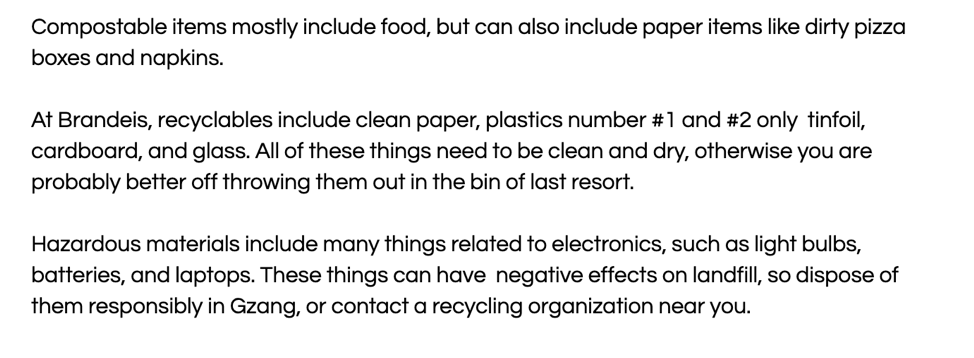 Compostable items mostly include food, but can also include paper items like dirty pizza
boxes and napkins.
At Brandeis, recyclables include clean paper, plastics number #1 and #2 only  tinfoil,
cardboard, and glass. All of these things need to be clean and dry, otherwise you are
probably better off throwing them out in the bin of last resort.
Hazardous materials include many things related to electronics, such as light bulbs,
batteries, and laptops. These things can have  negative effects on landfill, so dispose of
them responsibly in Gzang, or contact a recycling organization near you.